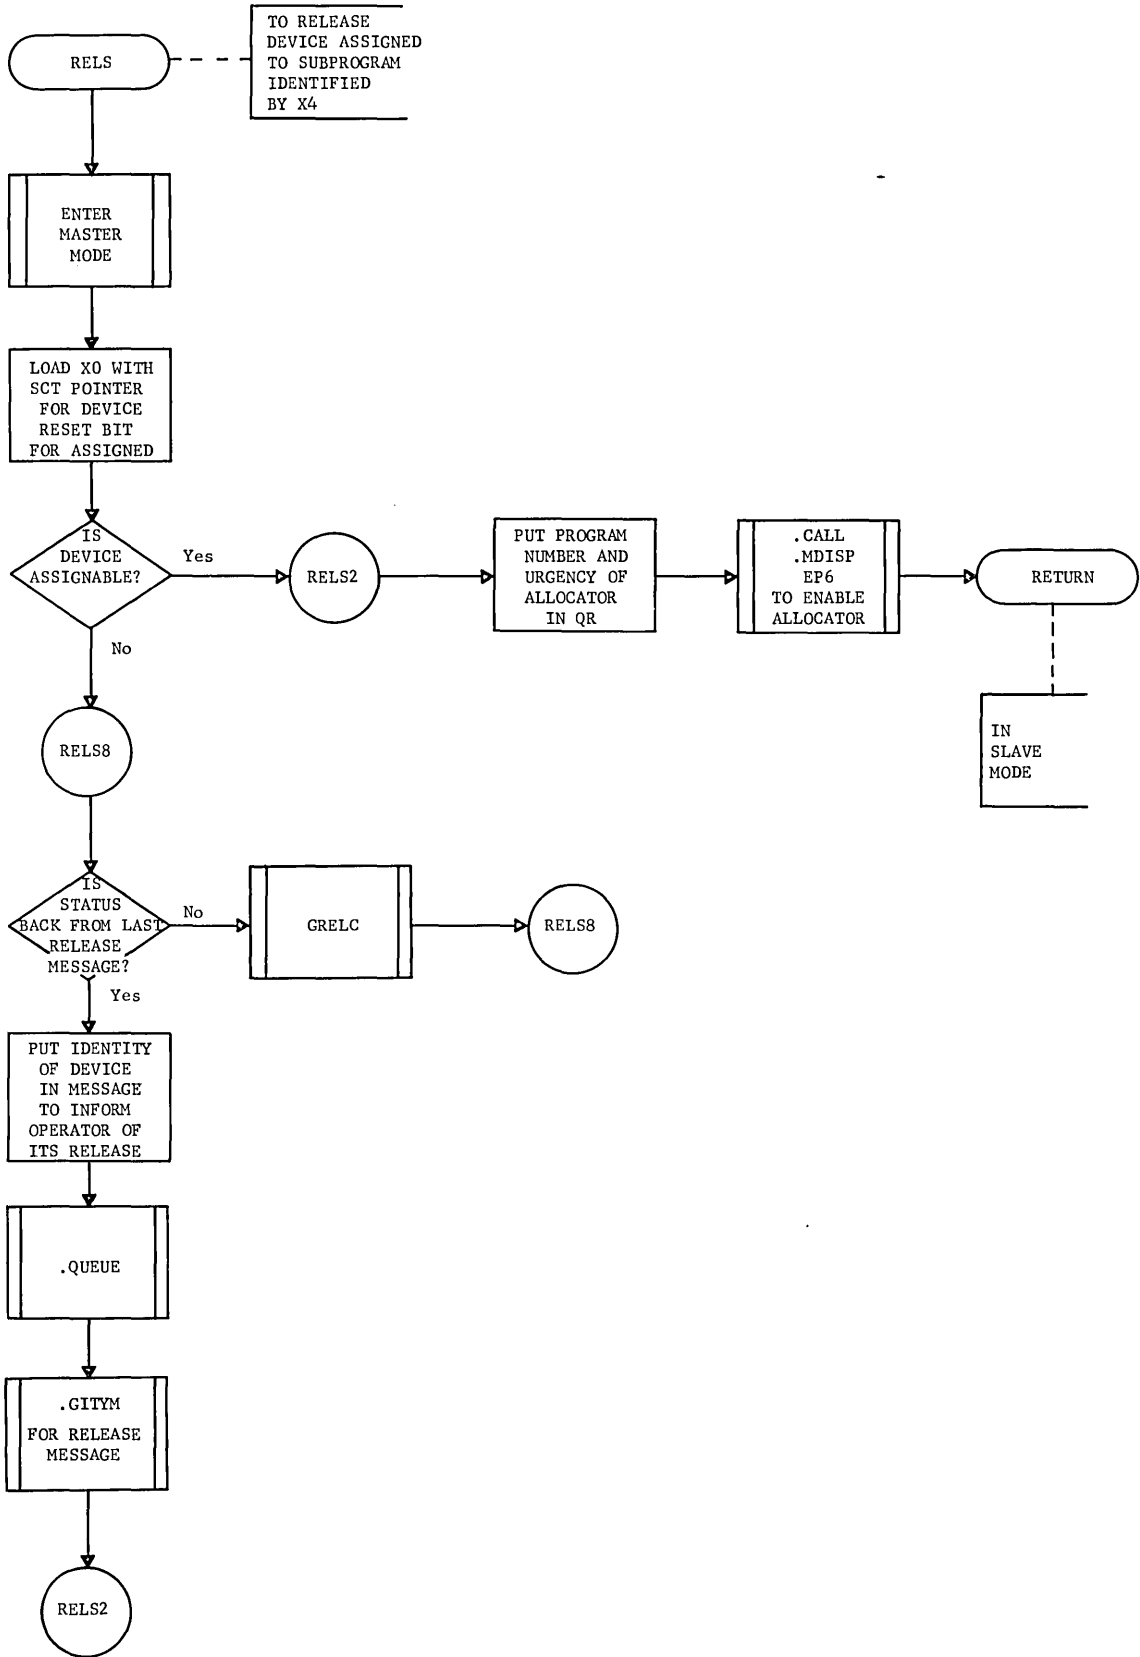 RELS
TO RELEASE
DEVICE ASSIGNED
TO SUBPROGRAM
IDENTIFIED
BY X4
ENTER
MASTER
MODE
LOAD X0 WITH
SCT POINTER
FOR DEVICE
RESET BIT
FOR ASSIGNED
IS
DEVICE
ASSIGNABLE?
Yes
RELS2
PUT PROGRAM
NUMBER AND
URGENCY OF
ALLOCATOR
IN QR
.CALL
.MDISP
EP6
TO ENABLE
ALLOCATOR
RETURN
IN
SLAVE
MODE
No
RELS8
IS
STATUS
BACK FROM LAST
RELEASE
MESSAGE?
No
GRELC
RELS8
Yes
PUT IDENTITY
OF DEVICE
IN MESSAGE
TO INFORM
OPERATOR OF
ITS RELEASE
.QUEUE
.GITYM
FOR RELEASE
MESSAGE
RELS2